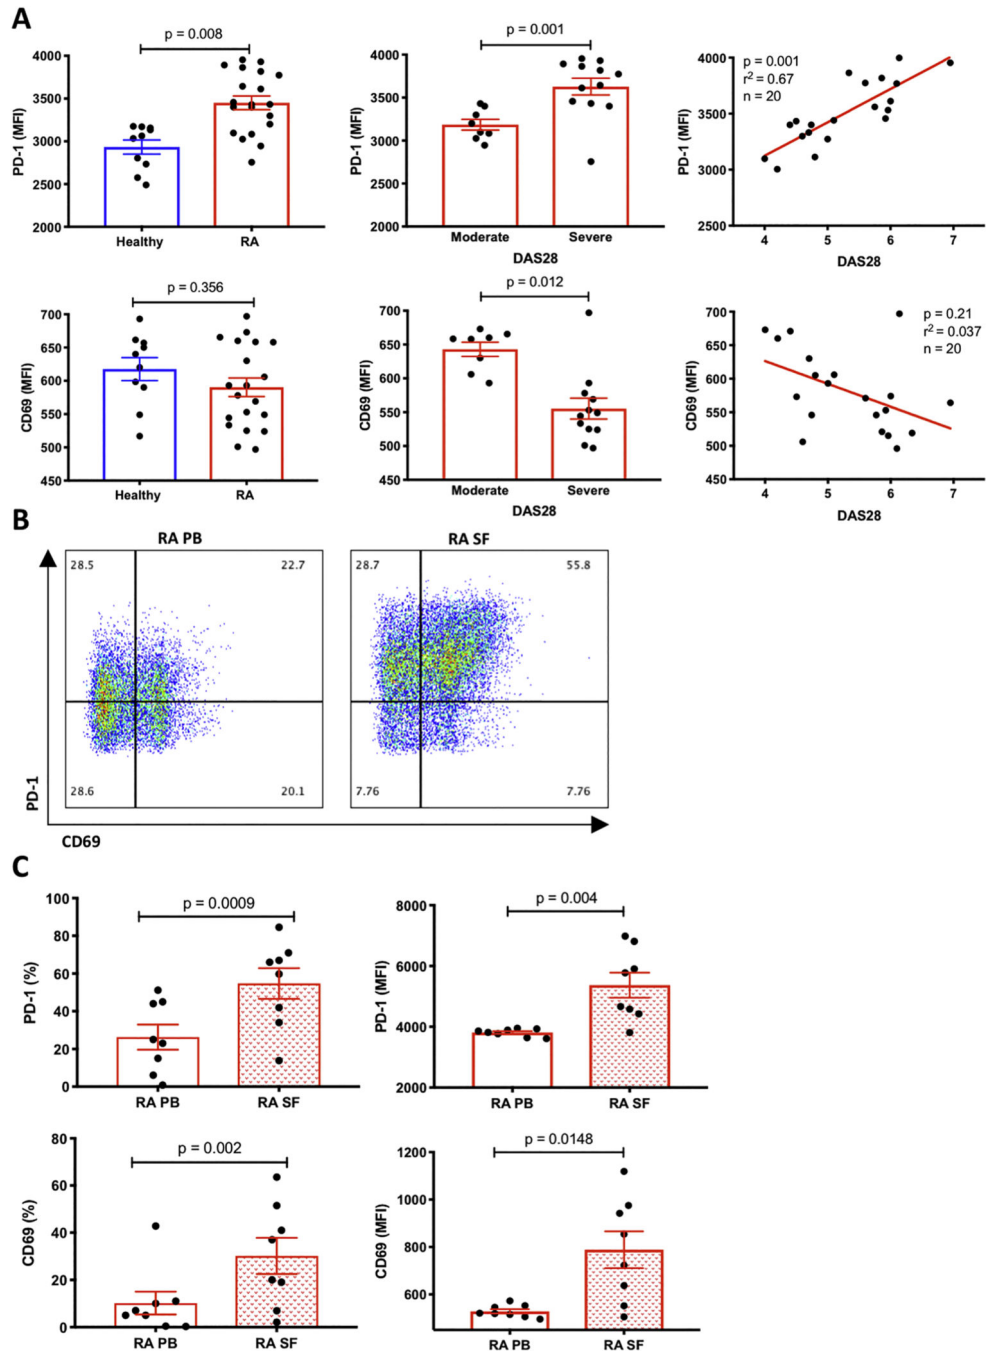 A
p = 0.008
PD-1 (MFI)
4000
3500
3000
2500
2000
Healthy
RA
p = 0.001
PD-1 (MFI)
4000
3500
3000
2500
2000
Moderate
Severe
DAS28
p = 0.001
r² = 0.67
n = 20
PD-1 (MFI)
4000
3500
3000
2500
4
5
6
7
DAS28
p = 0.356
CD69 (MFI)
700
650
600
550
500
450
Healthy
RA
p = 0.012
CD69 (MFI)
700
650
600
550
500
450
Moderate
Severe
DAS28
p = 0.21
r² = 0.037
n = 20
CD69 (MFI)
700
650
600
550
500
450
4
5
6
7
DAS28
B
RA PB
28.5
22.7
28.6
20.1
RA SF
28.7
55.8
7.76
7.76
PD-1
CD69
C
p = 0.0009
PD-1 (%)
100
80
60
40
20
0
RA PB
RA SF
p = 0.004
PD-1 (MFI)
8000
6000
4000
2000
RA PB
RA SF
p = 0.002
CD69 (%)
80
60
40
20
0
RA PB
RA SF
p = 0.0148
CD69 (MFI)
1200
1000
800
600
RA PB
RA SF